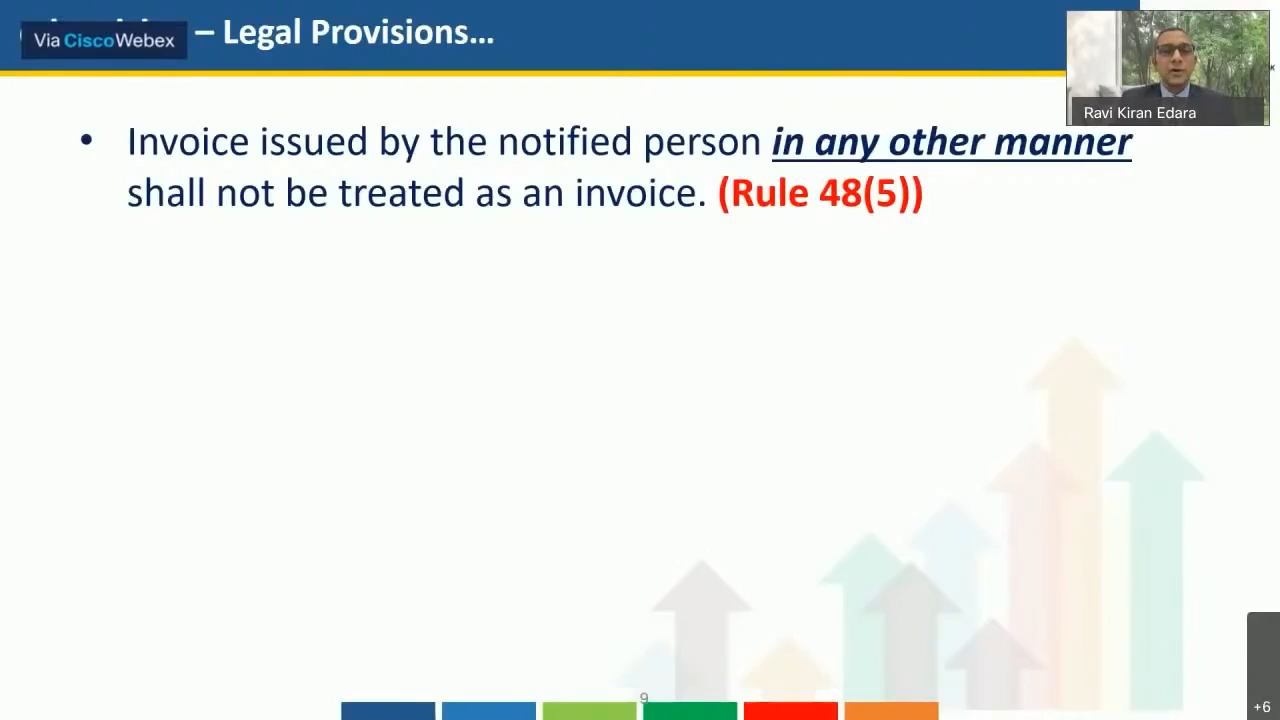 Via CiscoWebex – Legal Provisions...
Ravi Kiran Edara
• Invoice issued by the notified person in any other manner
shall not be treated as an invoice. (Rule 48(5))
9
+6